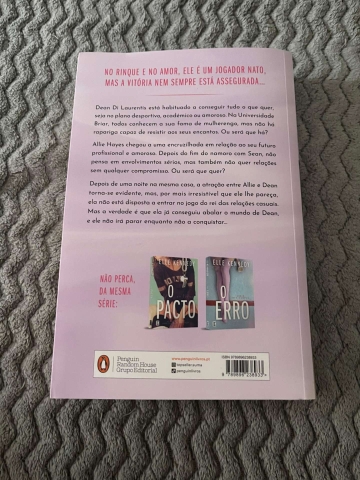 NO RINQUE E NO AMOR, ELE É UM JOGADOR NATO,
MAS A VITÓRIA NEM SEMPRE ESTÁ ASSEGURADA...
Dean Di Laurentis está habituado a conseguir tudo o que quer,
seja no plano desportivo, académico ou amoroso. Na Universidade
Briar, todos conhecem a sua fama de mulherengo, mas não há
rapariga capaz de resistir aos seus encantos. Ou será que há?
Allie Hayes chegou a uma encruzilhada em relação ao seu futuro
profissional e amoroso. Depois do fim do namoro com Sean, não
pensa em envolvimentos sérios, mas também não quer relações
sem qualquer compromisso. Ou será que quer?
Depois de uma noite na mesma casa, a atração entre Allie e Dean
torna-se evidente, mas, por mais irresistível que ele lhe pareça,
ela não está disposta a entrar no jogo do rei das relações casuais.
Mas a verdade é que ela já conseguiu abalar o mundo de Dean,
e ele não irá parar enquanto não a conquistar...
NÃO PERCA,
DA MESMA
SÉRIE:
ELLE KENNEDY
O
PACTO
ELLE KENNEDY
O
ERRO
Penguin
Random House
Grupo Editorial
www.penguinlivros.pt
penguinlivros